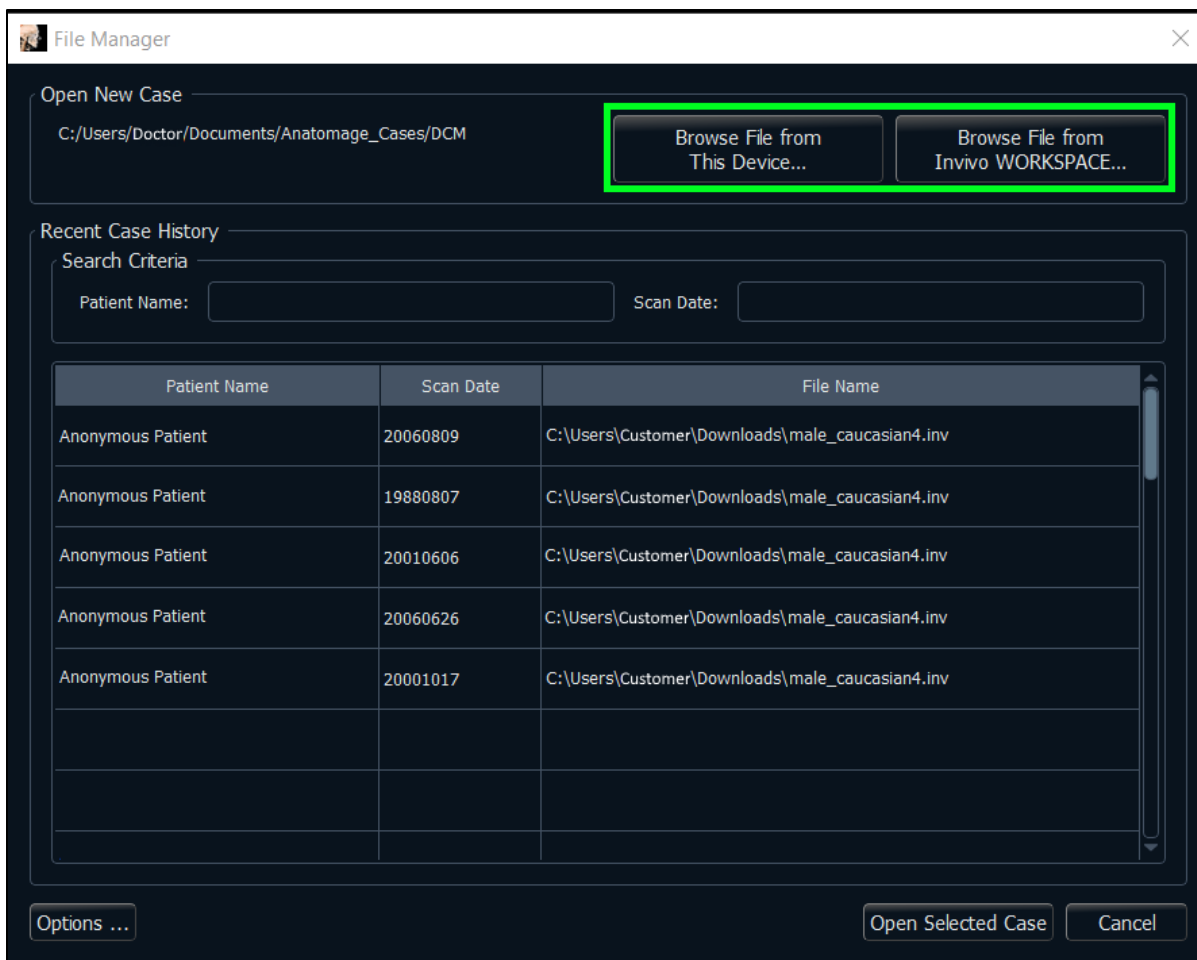 File Manager
Open New Case
C:/Users/Doctor/Documents/Anatomage_Cases/DCM
Browse File from
This Device...
Browse File from
Invivo WORKSPACE...
Recent Case History
Search Criteria
Patient Name:
Scan Date:
Patient Name Scan Date File Name
Anonymous Patient 20060809 C:\Users\Customer\Downloads\male_caucasian4.inv
Anonymous Patient 19880807 C:\Users\Customer\Downloads\male_caucasian4.inv
Anonymous Patient 20010606 C:\Users\Customer\Downloads\male_caucasian4.inv
Anonymous Patient 20060626 C:\Users\Customer\Downloads\male_caucasian4.inv
Anonymous Patient 20001017 C:\Users\Customer\Downloads\male_caucasian4.inv
Options ...
Open Selected Case
Cancel